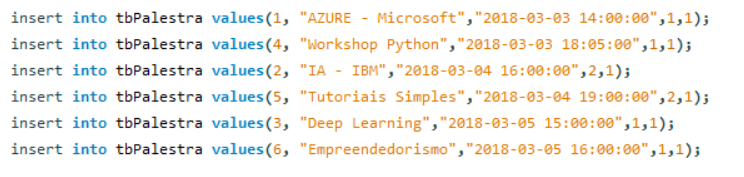 insert into tbPalestra values(1, "AZURE - Microsoft","2018-03-03 14:00:00",1,1);
insert into tbPalestra values(4, "Workshop Python","2018-03-03 18:05:00",1,1);
insert into tbPalestra values(2, "IA - IBM","2018-03-04 16:00:00",2,1);
insert into tbPalestra values(5, "Tutoriais Simples","2018-03-04 19:00:00",2,1);
insert into tbPalestra values(3, "Deep Learning","2018-03-05 15:00:00",1,1);
insert into tbPalestra values(6, "Empreendedorismo","2018-03-05 16:00:00",1,1);